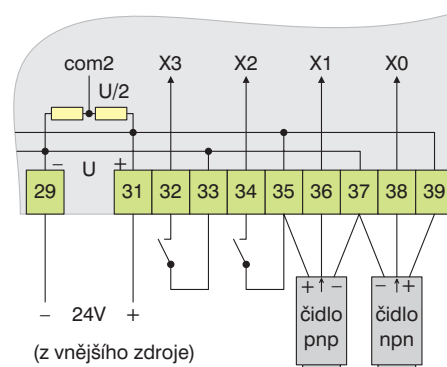 com2 X3 X2 X1 X0
U/2
− U +
29 31 32 33 34 35 36 37 38 39
+ − − +
− 24V + čidlo čidlo
pnp npn
(z vnějšího zdroje)